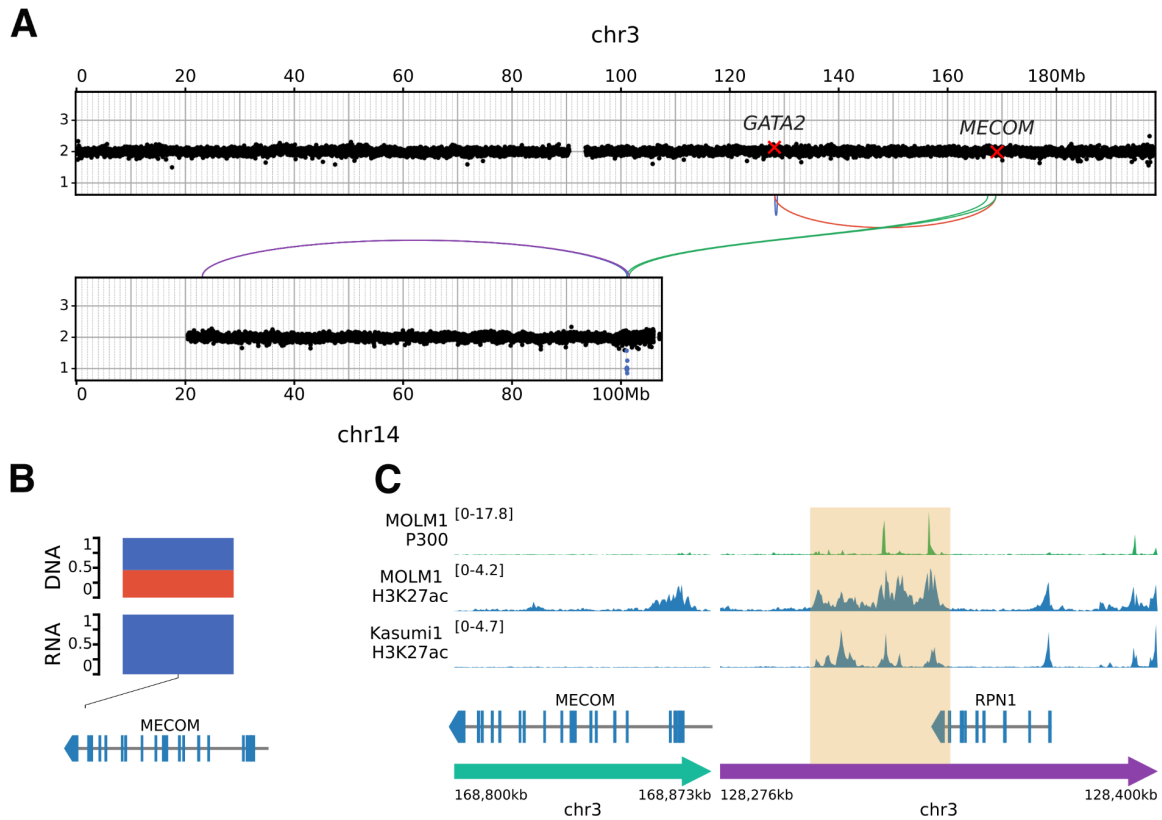 A
chr3
0 20 40 60 80 100 120 140 160 180Mb
3
2
1
GATA2
MECOM
3
2
1
0 20 40 60 80 100Mb
chr14
B
DNA
1
0.5
0
RNA
1
0.5
0
MECOM
C
MOLM1
P300
[0-17.8]
MOLM1
H3K27ac
[0-4.2]
Kasumi1
H3K27ac
[0-4.7]
MECOM
RPN1
168,800kb 168,873kb 128,276kb 128,400kb
chr3 chr3